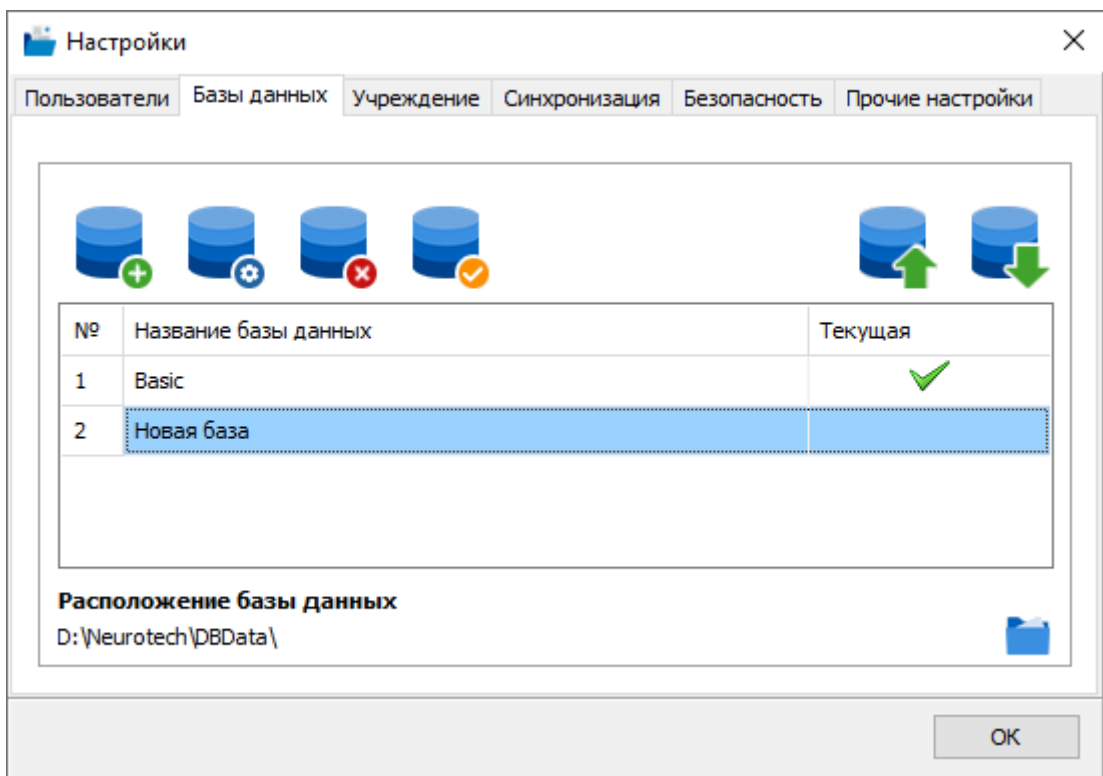 Настройки
Пользователи Базы данных Учреждение Синхронизация Безопасность Прочие настройки
№ Название базы данных Текущая
1 Basic
2 Новая база
Расположение базы данных
D:\Neurotech\DBData\
OK